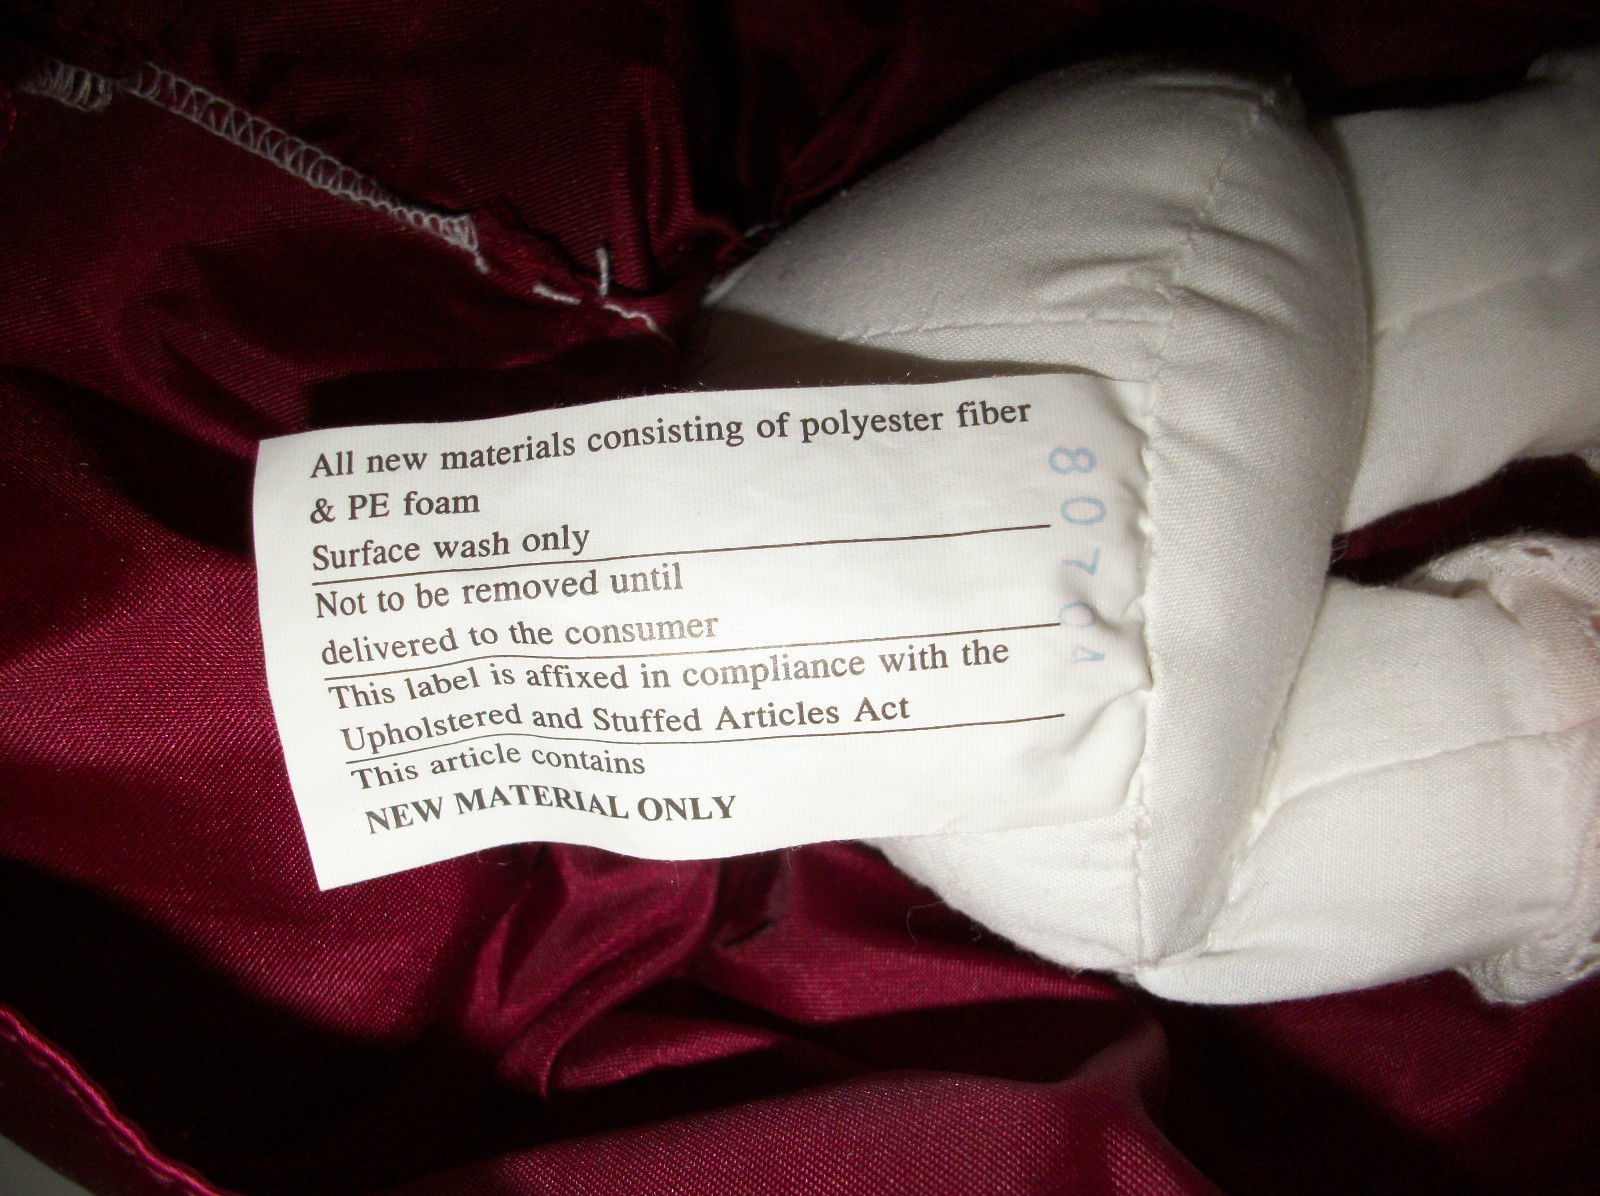 All new materials consisting of polyester fiber
& PE foam
Surface wash only
Not to be removed until
delivered to the consumer
This label is affixed in compliance with the
Upholstered and Stuffed Articles Act
This article contains
NEW MATERIAL ONLY
80704